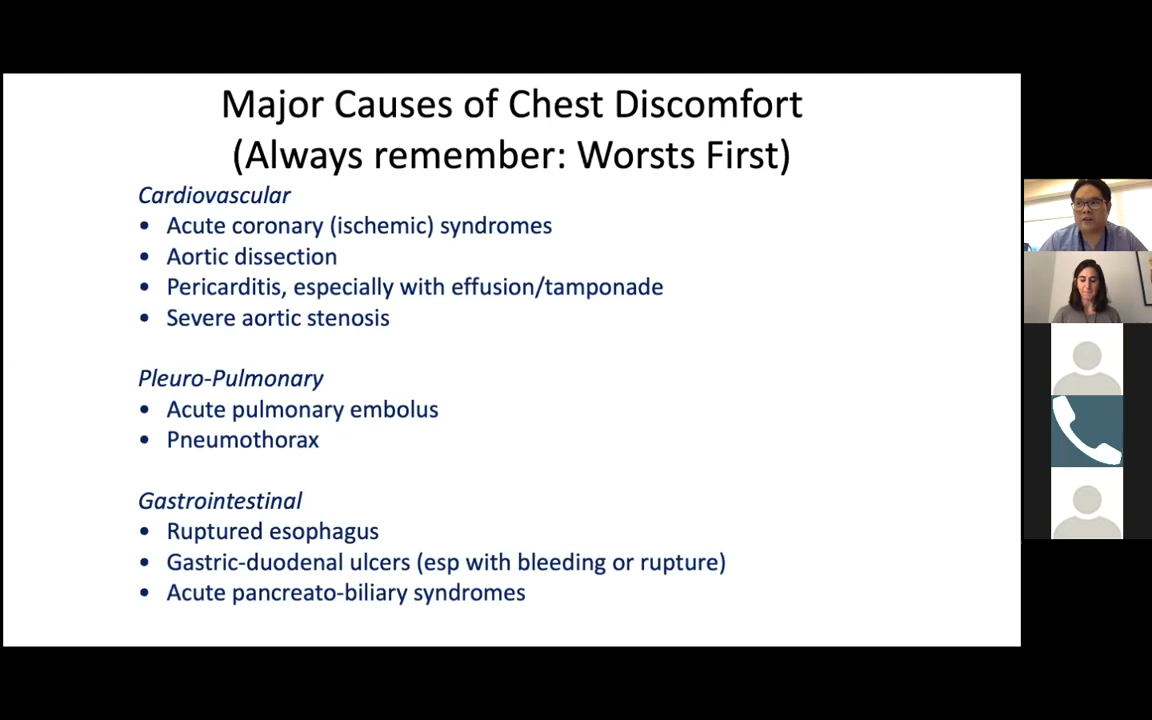 Major Causes of Chest Discomfort
(Always remember: Worsts First)
Cardiovascular
• Acute coronary (ischemic) syndromes
• Aortic dissection
• Pericarditis, especially with effusion/tamponade
• Severe aortic stenosis
Pleuro-Pulmonary
• Acute pulmonary embolus
• Pneumothorax
Gastrointestinal
• Ruptured esophagus
• Gastric-duodenal ulcers (esp with bleeding or rupture)
• Acute pancreato-biliary syndromes